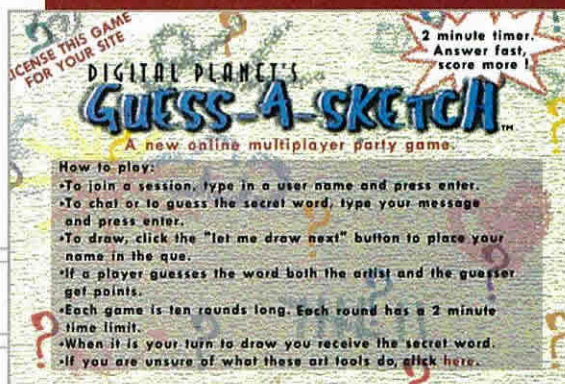 LICENSE THIS GAME
FOR YOUR SITE
2 minute timer.
Answer fast,
score more !
DIGITAL PLANET'S
GUESS-A-SKETCH™
A new online multiplayer party game.
How to play:
•To join a session, type in a user name and press enter.
•To chat or to guess the secret word, type your message
and press enter.
•To draw, click the "let me draw next" button to place your
name in the que.
•If a player guesses the word both the artist and the guesser
get points.
•Each game is ten rounds long. Each round has a 2 minute
time limit.
•When it is your turn to draw you receive the secret word.
•If you are unsure of what these art tools do, click here.